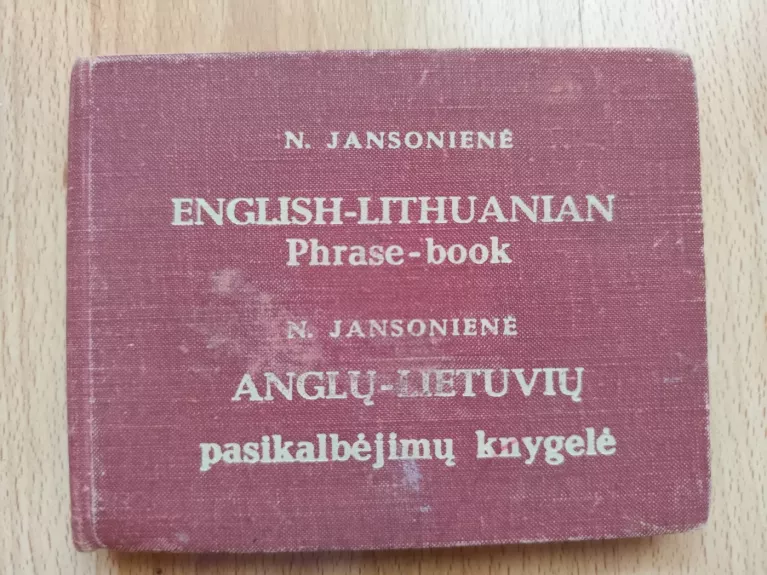 N. JANSONIENĖ
ENGLISH-LITHUANIAN
Phrase-book
N. JANSONIENĖ
ANGLŲ-LIETUVIŲ
pasikalbėjimų knygelė